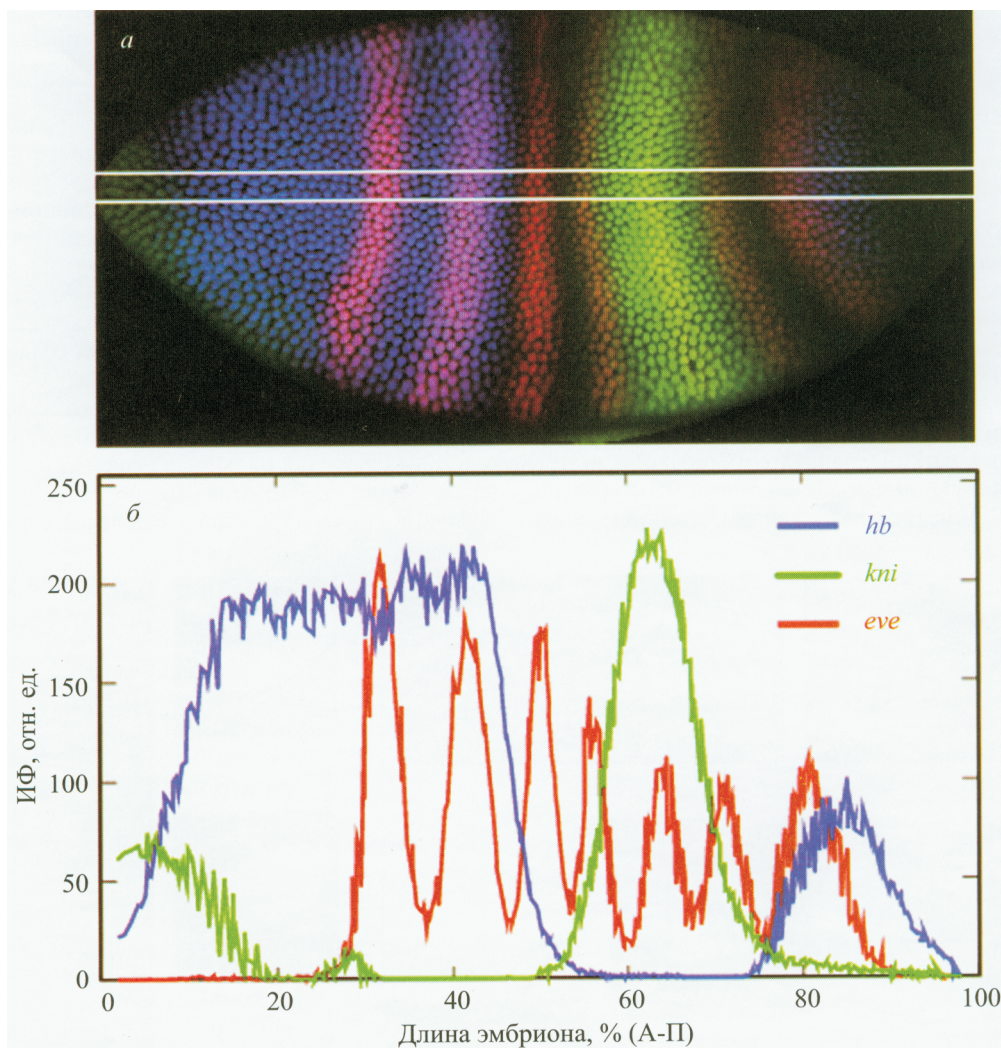 а
б
250
200
150
100
50
0
ИФ, отн. ед.
hb
kni
eve
0 20 40 60 80 100
Длина эмбриона, % (А-П)